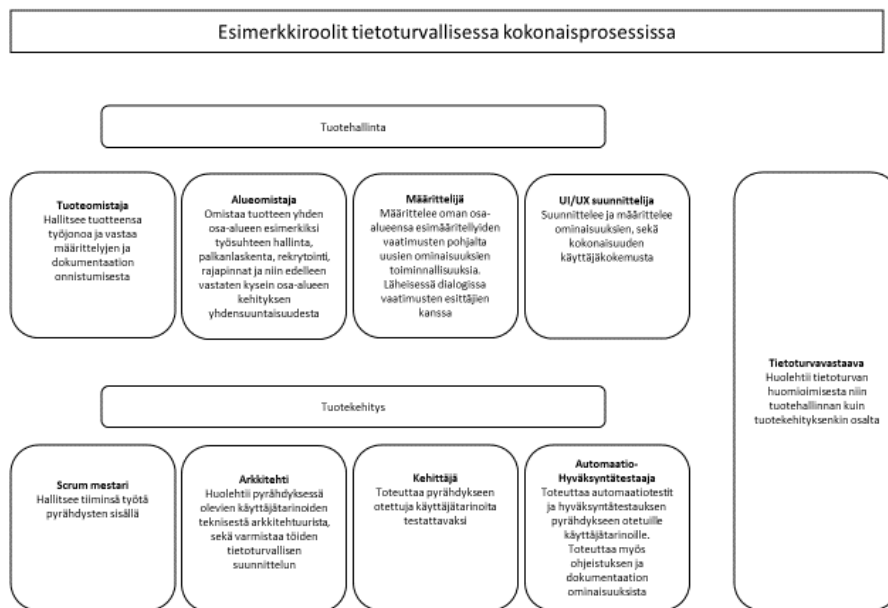 Esimerkkiroolit tietoturvallisessa kokonaisprosessissa
Tuotehallinta
Tuoteomistaja
Hallitsee tuotteensa
työjonoa ja vastaa
määrittelyjen ja
dokumentaation
onnistumisesta
Alueomistaja
Omistaa tuotteen yhden
osa-alueen esimerkiksi
työsuhteen hallinta,
palkanlaskenta, rekrytointi,
rajapinnat ja niin edelleen
vastaten kysein osa-alueen
kehityksen
yhdensuuntaisuudesta
Määrittelijä
Määrittelee oman osa-
alueensa esimääritellyiden
vaatimusten pohjalta
uusien ominaisuuksien
toiminnallisuuksia.
Läheisessä dialogissa
vaatimusten esittäjien
kanssa
UI/UX suunnittelija
Suunnittelee ja määrittelee
ominaisuuksien, sekä
kokonaisuuden
käyttäjäkokemusta
Tietoturvavastaava
Huolehtii tietoturvan
huomioimisesta niin
tuotehallinnan kuin
tuotekehityksenkin osalta
Tuotekehitys
Scrum mestari
Hallitsee tiiminsä työtä
pyrähdysten sisällä
Arkkitehti
Huolehtii pyrähdyksessä
olevien käyttäjätarinoiden
teknisestä arkkitehtuurista,
sekä varmistaa töiden
tietoturvallisen
suunnittelun
Kehittäjä
Toteuttaa pyrähdykseen
otettuja käyttäjätarinoita
testattavaksi
Automaatio-
Hyväksyntätestaaja
Toteuttaa automaatiotestit
ja hyväksyntätestauksen
pyrähdykseen otetuille
käyttäjätarinoille.
Toteuttaa myös
ohjeistuksen ja
dokumentaation
ominaisuuksista